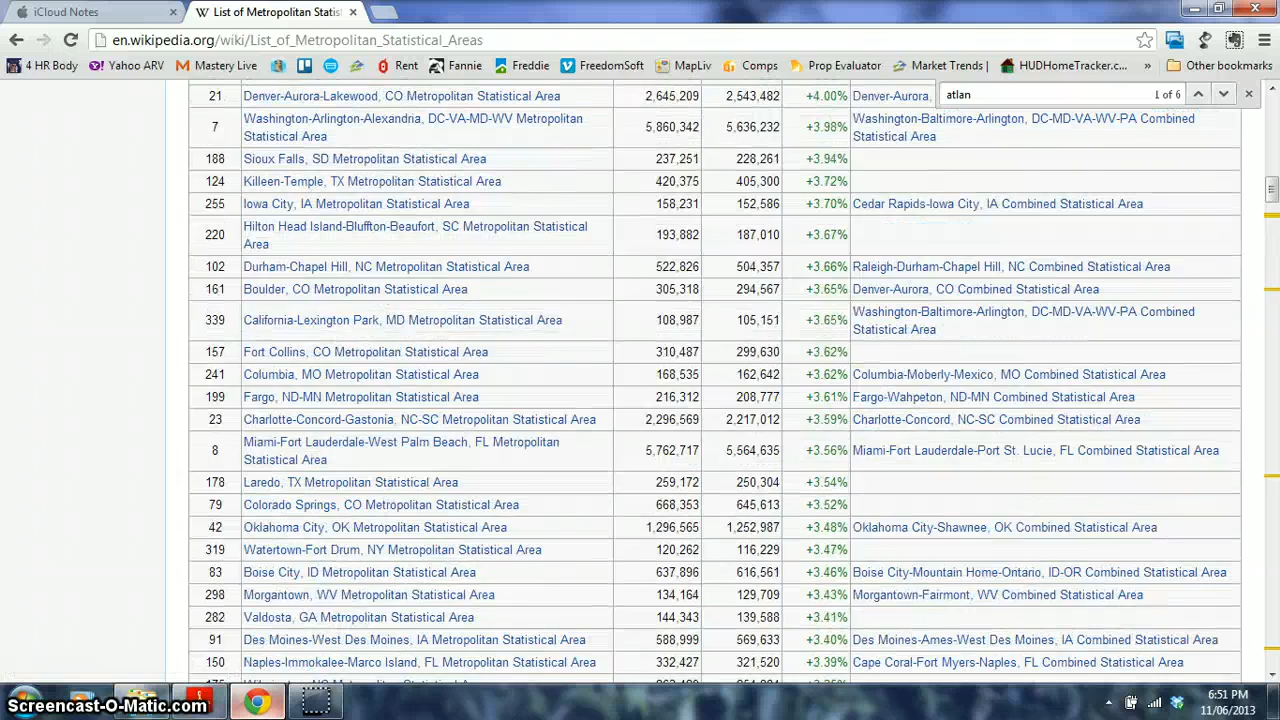 iCloud Notes
List of Metropolitan Statis
en.wikipedia.org/wiki/List_of_Metropolitan_Statistical_Areas
4 HR Body Yahoo ARV Mastery Live Rent Fannie Freddie FreedomSoft MapLiv Comps Prop Evaluator Market Trends | HUDHomeTracker.c... » Other bookmarks
atlan 1 of 6
21 Denver-Aurora-Lakewood, CO Metropolitan Statistical Area 2,645,209 2,543,482 +4.00% Denver-Aurora,
7 Washington-Arlington-Alexandria, DC-VA-MD-WV Metropolitan Statistical Area 5,860,342 5,636,232 +3.98% Washington-Baltimore-Arlington, DC-MD-VA-WV-PA Combined Statistical Area
188 Sioux Falls, SD Metropolitan Statistical Area 237,251 228,261 +3.94%
124 Killeen-Temple, TX Metropolitan Statistical Area 420,375 405,300 +3.72%
255 Iowa City, IA Metropolitan Statistical Area 158,231 152,586 +3.70% Cedar Rapids-Iowa City, IA Combined Statistical Area
220 Hilton Head Island-Bluffton-Beaufort, SC Metropolitan Statistical Area 193,882 187,010 +3.67%
102 Durham-Chapel Hill, NC Metropolitan Statistical Area 522,826 504,357 +3.66% Raleigh-Durham-Chapel Hill, NC Combined Statistical Area
161 Boulder, CO Metropolitan Statistical Area 305,318 294,567 +3.65% Denver-Aurora, CO Combined Statistical Area
339 California-Lexington Park, MD Metropolitan Statistical Area 108,987 105,151 +3.65% Washington-Baltimore-Arlington, DC-MD-VA-WV-PA Combined Statistical Area
157 Fort Collins, CO Metropolitan Statistical Area 310,487 299,630 +3.62%
241 Columbia, MO Metropolitan Statistical Area 168,535 162,642 +3.62% Columbia-Moberly-Mexico, MO Combined Statistical Area
199 Fargo, ND-MN Metropolitan Statistical Area 216,312 208,777 +3.61% Fargo-Wahpeton, ND-MN Combined Statistical Area
23 Charlotte-Concord-Gastonia, NC-SC Metropolitan Statistical Area 2,296,569 2,217,012 +3.59% Charlotte-Concord, NC-SC Combined Statistical Area
8 Miami-Fort Lauderdale-West Palm Beach, FL Metropolitan Statistical Area 5,762,717 5,564,635 +3.56% Miami-Fort Lauderdale-Port St. Lucie, FL Combined Statistical Area
178 Laredo, TX Metropolitan Statistical Area 259,172 250,304 +3.54%
79 Colorado Springs, CO Metropolitan Statistical Area 668,353 645,613 +3.52%
42 Oklahoma City, OK Metropolitan Statistical Area 1,296,565 1,252,987 +3.48% Oklahoma City-Shawnee, OK Combined Statistical Area
319 Watertown-Fort Drum, NY Metropolitan Statistical Area 120,262 116,229 +3.47%
83 Boise City, ID Metropolitan Statistical Area 637,896 616,561 +3.46% Boise City-Mountain Home-Ontario, ID-OR Combined Statistical Area
298 Morgantown, WV Metropolitan Statistical Area 134,164 129,709 +3.43% Morgantown-Fairmont, WV Combined Statistical Area
282 Valdosta, GA Metropolitan Statistical Area 144,343 139,588 +3.41%
91 Des Moines-West Des Moines, IA Metropolitan Statistical Area 588,999 569,633 +3.40% Des Moines-Ames-West Des Moines, IA Combined Statistical Area
150 Naples-Immokalee-Marco Island, FL Metropolitan Statistical Area 332,427 321,520 +3.39% Cape Coral-Fort Myers-Naples, FL Combined Statistical Area
Screencast-O-Matic.com
6:51 PM
11/06/2013